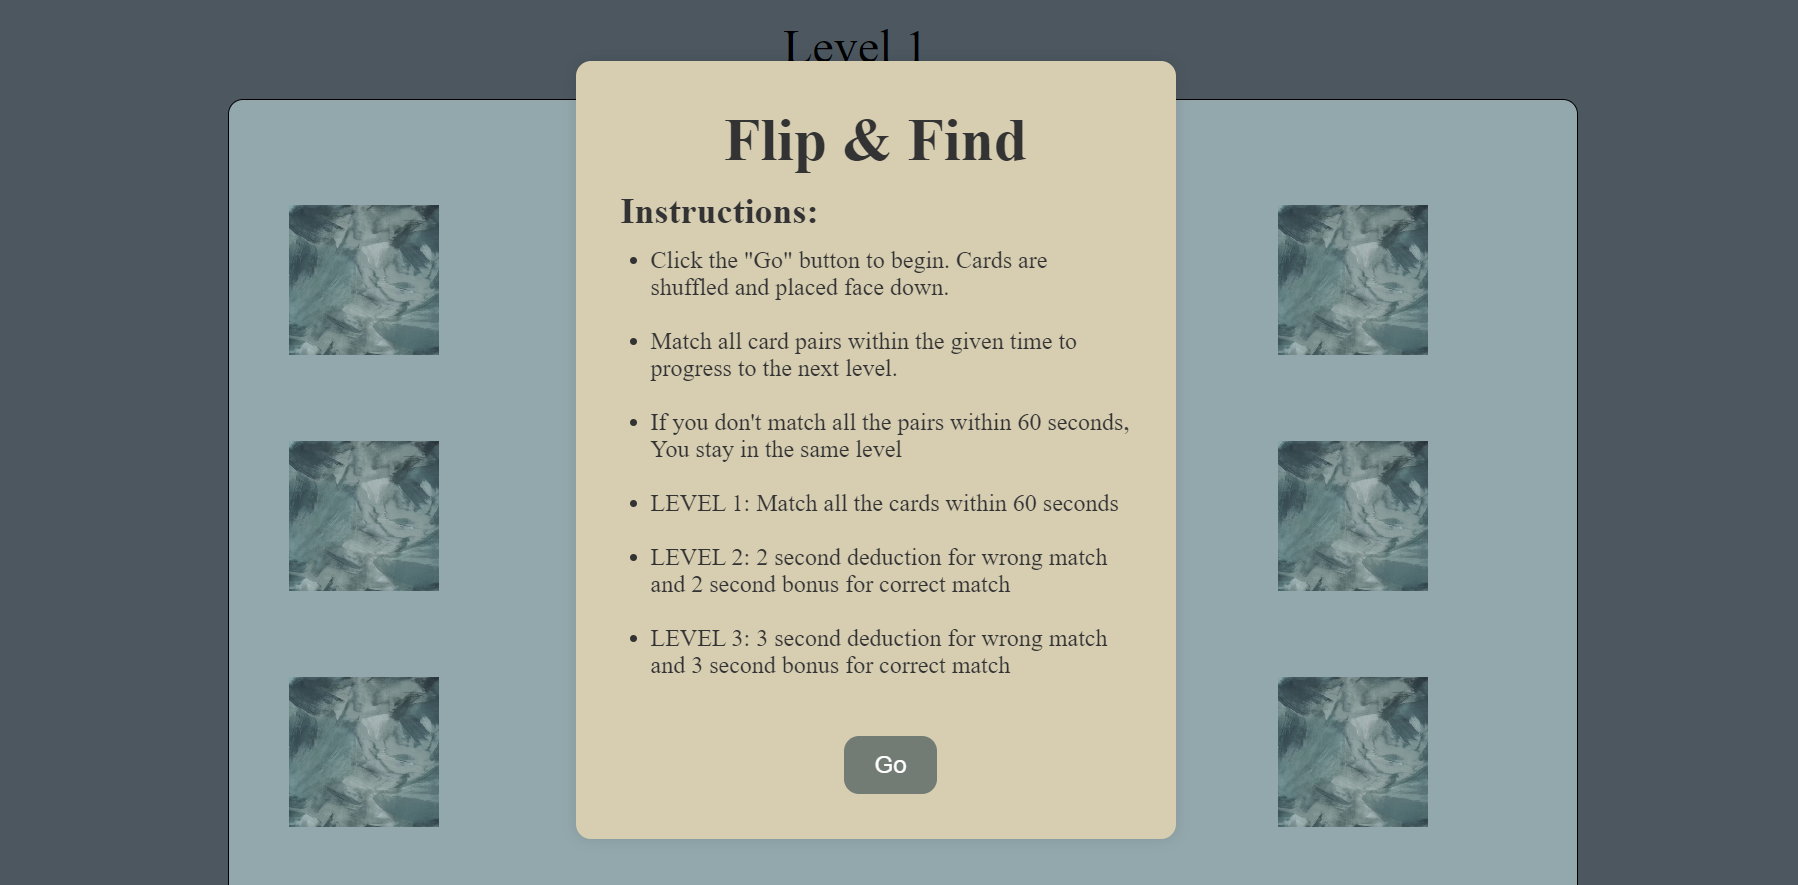 Level 1
Flip & Find
Instructions:
Click the "Go" button to begin. Cards are
shuffled and placed face down.
Match all card pairs within the given time to
progress to the next level.
If you don't match all the pairs within 60 seconds,
You stay in the same level
LEVEL 1: Match all the cards within 60 seconds
LEVEL 2: 2 second deduction for wrong match
and 2 second bonus for correct match
LEVEL 3: 3 second deduction for wrong match
and 3 second bonus for correct match
Go